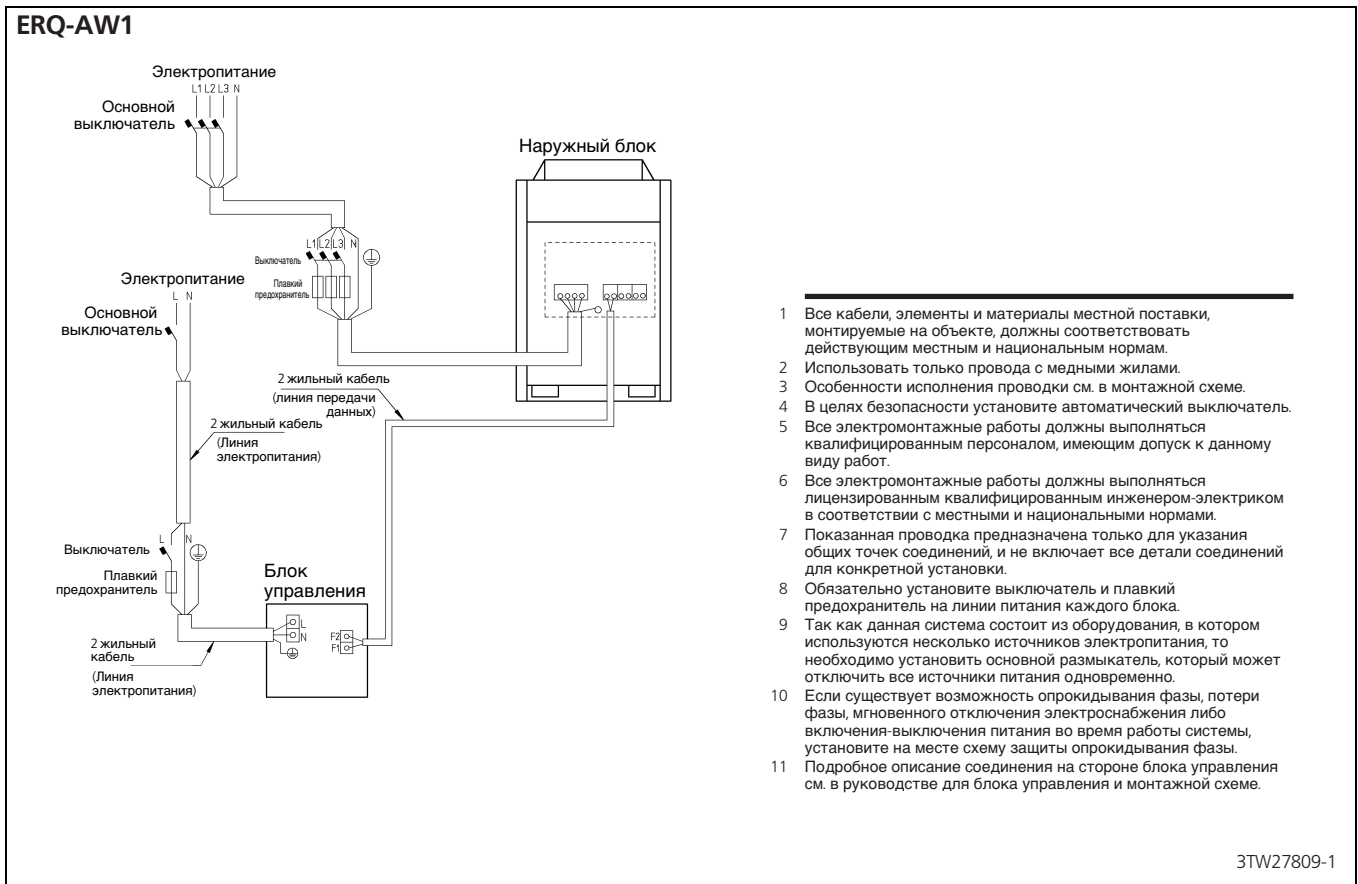 ERQ-AW1
Электропитание
L1 L2 L3 N
Основной
выключатель
Наружный блок
L1 L2 L3 N
Выключатель
Плавкий
предохранитель
Электропитание
L N
Основной
выключатель
2 жильный кабель
(линия передачи
данных)
2 жильный кабель
(Линия
электропитания)
L N
Выключатель
Плавкий
предохранитель
Блок
управления
L
N
F2
F1
2 жильный
кабель
(Линия
электропитания)
1 Все кабели, элементы и материалы местной поставки,
монтируемые на объекте, должны соответствовать
действующим местным и национальным нормам.
2 Использовать только провода с медными жилами.
3 Особенности исполнения проводки см. в монтажной схеме.
4 В целях безопасности установите автоматический выключатель.
5 Все электромонтажные работы должны выполняться
квалифицированным персоналом, имеющим допуск к данному
виду работ.
6 Все электромонтажные работы должны выполняться
лицензированным квалифицированным инженером-электриком
в соответствии с местными и национальными нормами.
7 Показанная проводка предназначена только для указания
общих точек соединений, и не включает все детали соединений
для конкретной установки.
8 Обязательно установите выключатель и плавкий
предохранитель на линии питания каждого блока.
9 Так как данная система состоит из оборудования, в котором
используются несколько источников электропитания, то
необходимо установить основной размыкатель, который может
отключить все источники питания одновременно.
10 Если существует возможность опрокидывания фазы, потери
фазы, мгновенного отключения электроснабжения либо
включения-выключения питания во время работы системы,
установите на месте схему защиты опрокидывания фазы.
11 Подробное описание соединения на стороне блока управления
см. в руководстве для блока управления и монтажной схеме.
3TW27809-1